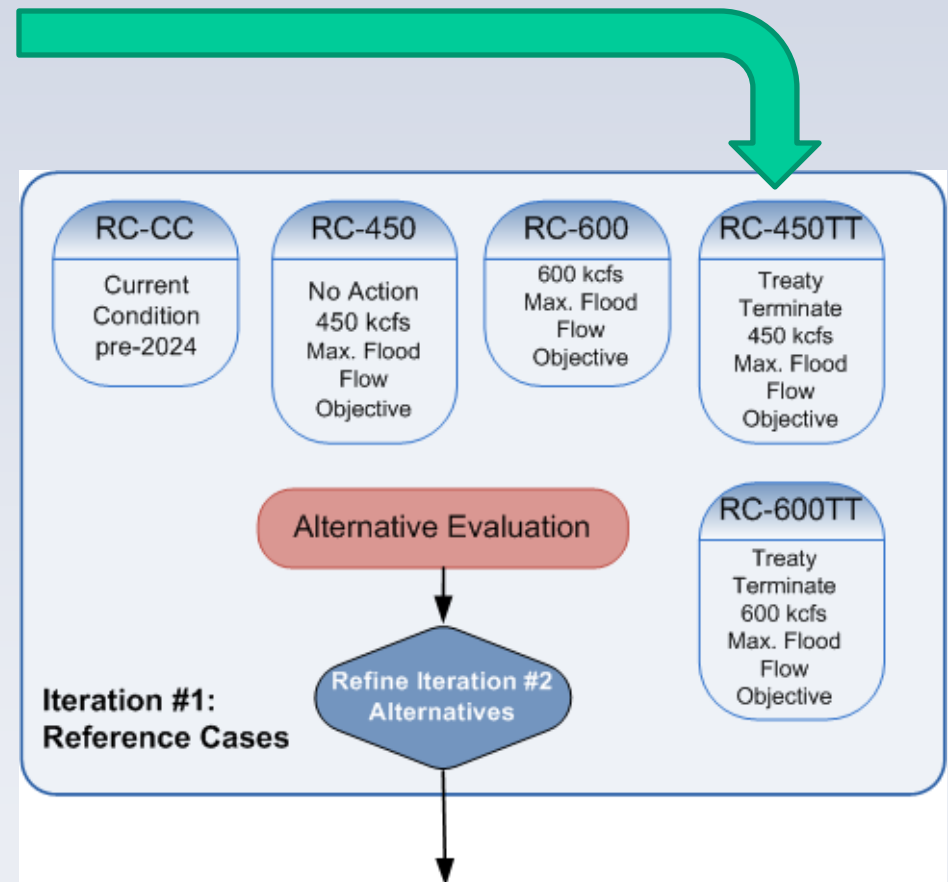 RC-CC
Current
Condition
pre-2024
RC-450
No Action
450 kcfs
Max. Flood
Flow
Objective
RC-600
600 kcfs
Max. Flood
Flow
Objective
RC-450TT
Treaty
Terminate
450 kcfs
Max. Flood
Flow
Objective
Alternative Evaluation
RC-600TT
Treaty
Terminate
600 kcfs
Max. Flood
Flow
Objective
Refine Iteration #2
Alternatives
Iteration #1:
Reference Cases